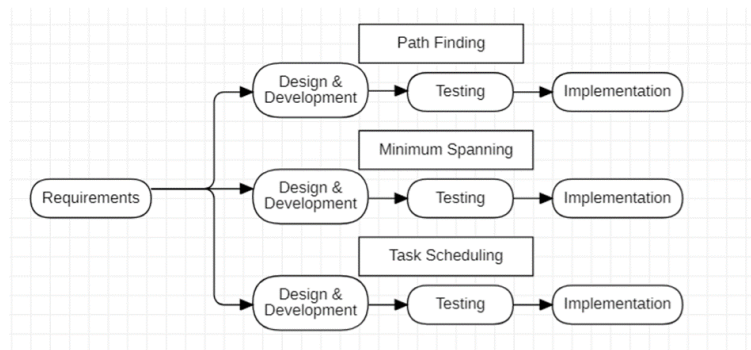 Path Finding
Design &
Development
Testing
Implementation
Minimum Spanning
Requirements
Design &
Development
Testing
Implementation
Task Scheduling
Design &
Development
Testing
Implementation